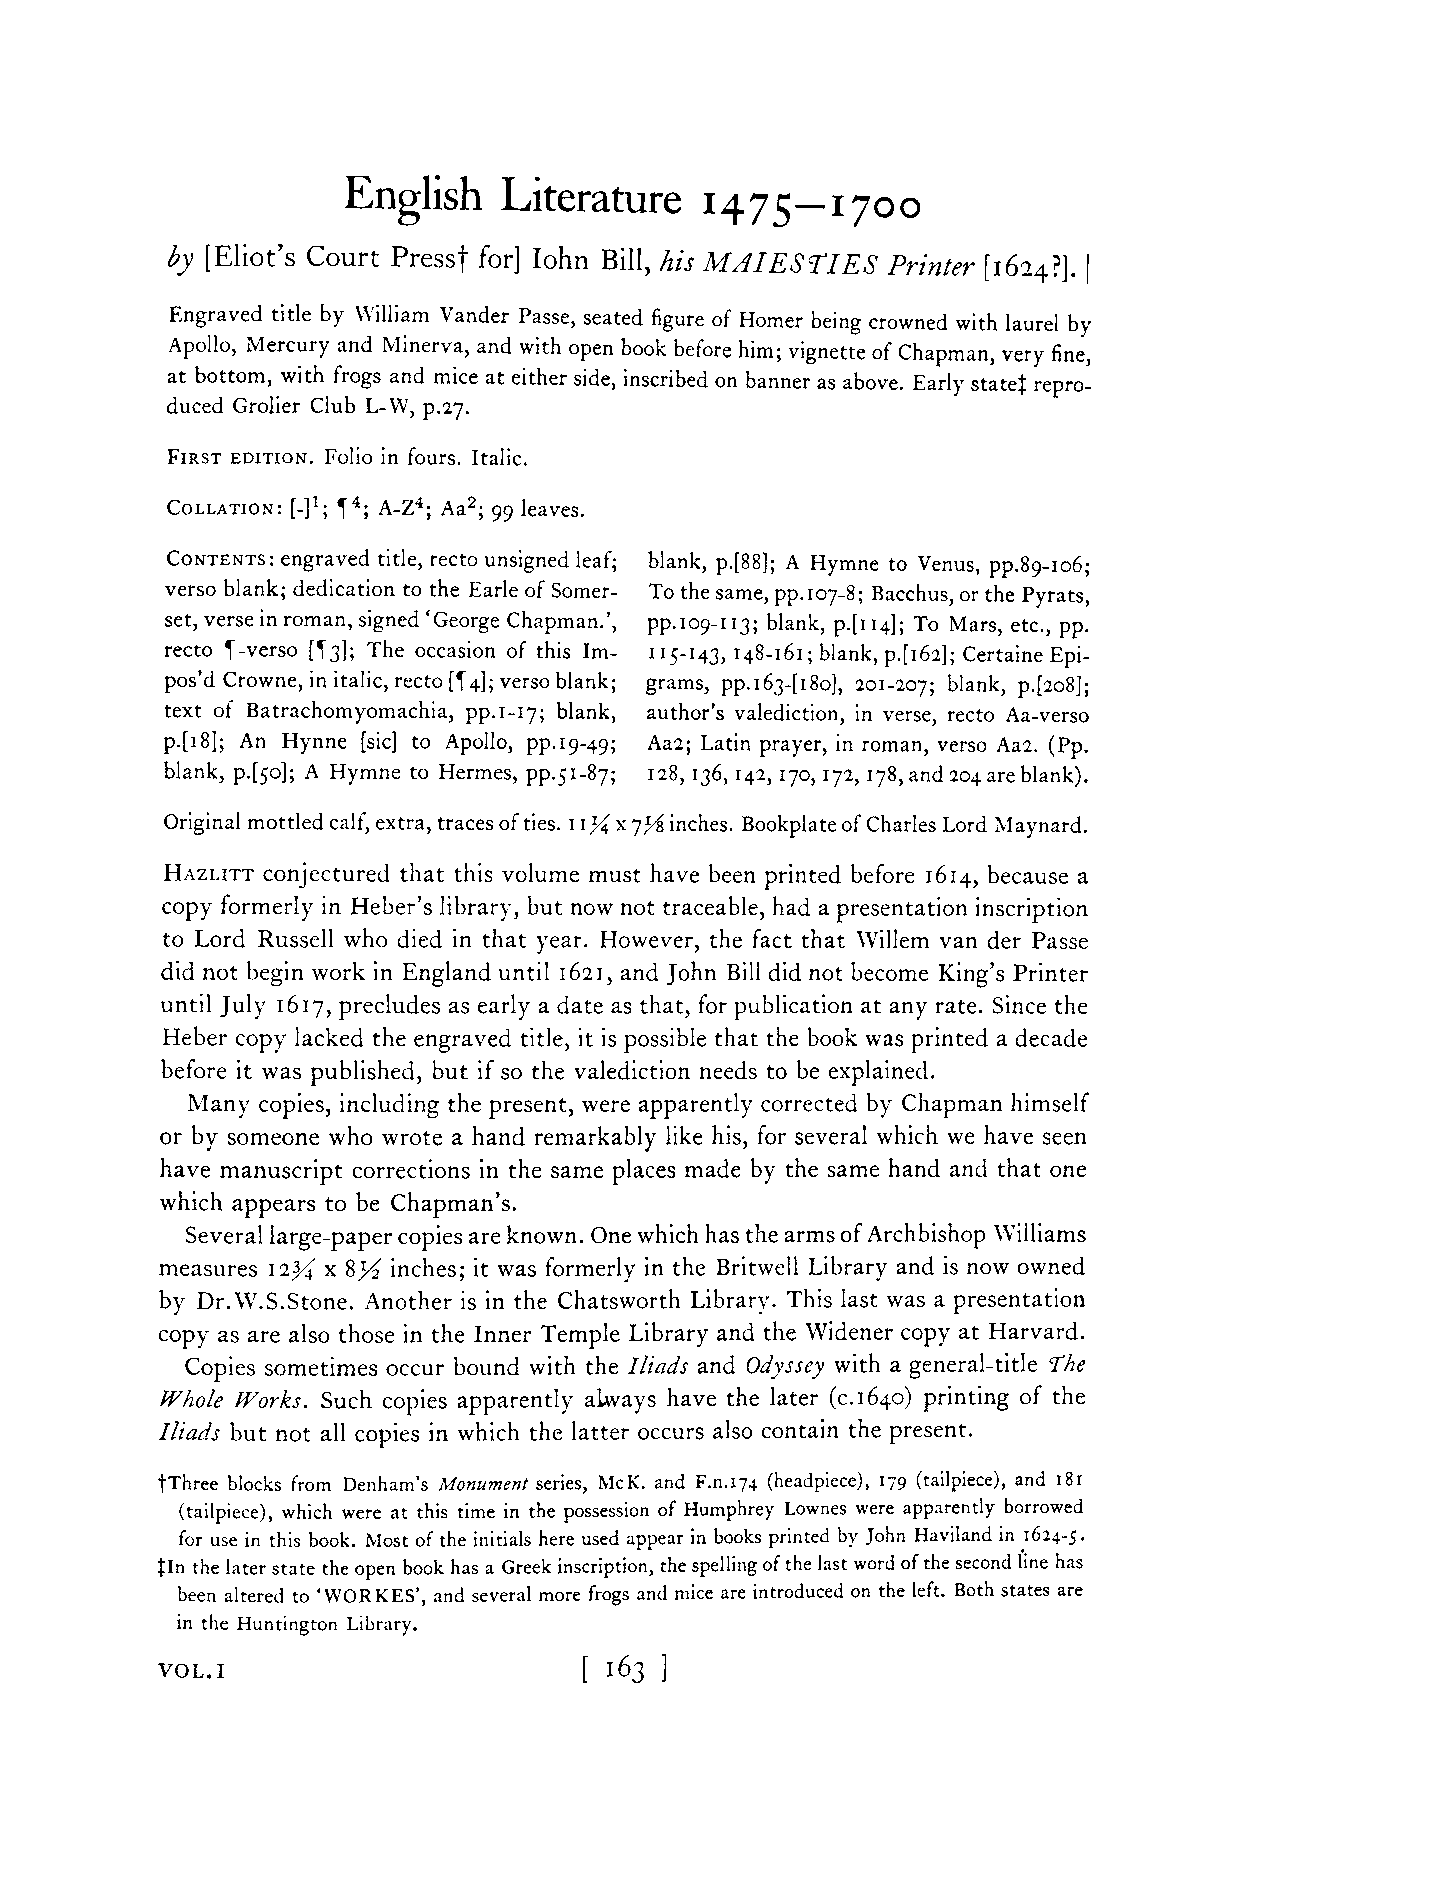 English Literature 1475—1700
by [Eliot's Court Press† for] Iohn Bill, his MAIESTIES Printer [1624?]. |
Engraved title by William Vander Passe, seated figure of Homer being crowned with laurel by
Apollo, Mercury and Minerva, and with open book before him; vignette of Chapman, very fine,
at bottom, with frogs and mice at either side, inscribed on banner as above. Early state‡ repro-
duced Grolier Club L-W, p.27.
FIRST EDITION. Folio in fours. Italic.
COLLATION: [-]¹; ¶⁴; A-Z⁴; Aa²; 99 leaves.
CONTENTS: engraved title, recto unsigned leaf;
verso blank; dedication to the Earle of Somer-
set, verse in roman, signed 'George Chapman.',
recto ¶-verso [¶3]; The occasion of this Im-
pos'd Crowne, in italic, recto [¶4]; verso blank;
text of Batrachomyomachia, pp.1-17; blank,
p.[18]; An Hynne [sic] to Apollo, pp.19-49;
blank, p.[50]; A Hymne to Hermes, pp.51-87;
blank, p.[88]; A Hymne to Venus, pp.89-106;
To the same, pp.107-8; Bacchus, or the Pyrats,
pp.109-113; blank, p.[114]; To Mars, etc., pp.
115-143, 148-161; blank, p.[162]; Certaine Epi-
grams, pp.163-[180], 201-207; blank, p.[208];
author's valediction, in verse, recto Aa-verso
Aa2; Latin prayer, in roman, verso Aa2. (Pp.
128, 136, 142, 170, 172, 178, and 204 are blank).
Original mottled calf, extra, traces of ties. 11¼ x 7⅛ inches. Bookplate of Charles Lord Maynard.
HAZLITT conjectured that this volume must have been printed before 1614, because a
copy formerly in Heber's library, but now not traceable, had a presentation inscription
to Lord Russell who died in that year. However, the fact that Willem van der Passe
did not begin work in England until 1621, and John Bill did not become King's Printer
until July 1617, precludes as early a date as that, for publication at any rate. Since the
Heber copy lacked the engraved title, it is possible that the book was printed a decade
before it was published, but if so the valediction needs to be explained.
Many copies, including the present, were apparently corrected by Chapman himself
or by someone who wrote a hand remarkably like his, for several which we have seen
have manuscript corrections in the same places made by the same hand and that one
which appears to be Chapman's.
Several large-paper copies are known. One which has the arms of Archbishop Williams
measures 12¾ x 8½ inches; it was formerly in the Britwell Library and is now owned
by Dr.W.S.Stone. Another is in the Chatsworth Library. This last was a presentation
copy as are also those in the Inner Temple Library and the Widener copy at Harvard.
Copies sometimes occur bound with the Iliads and Odyssey with a general-title The
Whole Works. Such copies apparently always have the later (c.1640) printing of the
Iliads but not all copies in which the latter occurs also contain the present.
†Three blocks from Denham's Monument series, McK. and F.n.174 (headpiece), 179 (tailpiece), and 181
(tailpiece), which were at this time in the possession of Humphrey Lownes were apparently borrowed
for use in this book. Most of the initials here used appear in books printed by John Haviland in 1624-5.
‡In the later state the open book has a Greek inscription, the spelling of the last word of the second line has
been altered to 'WORKES', and several more frogs and mice are introduced on the left. Both states are
in the Huntington Library.
VOL.I [ 163 ]